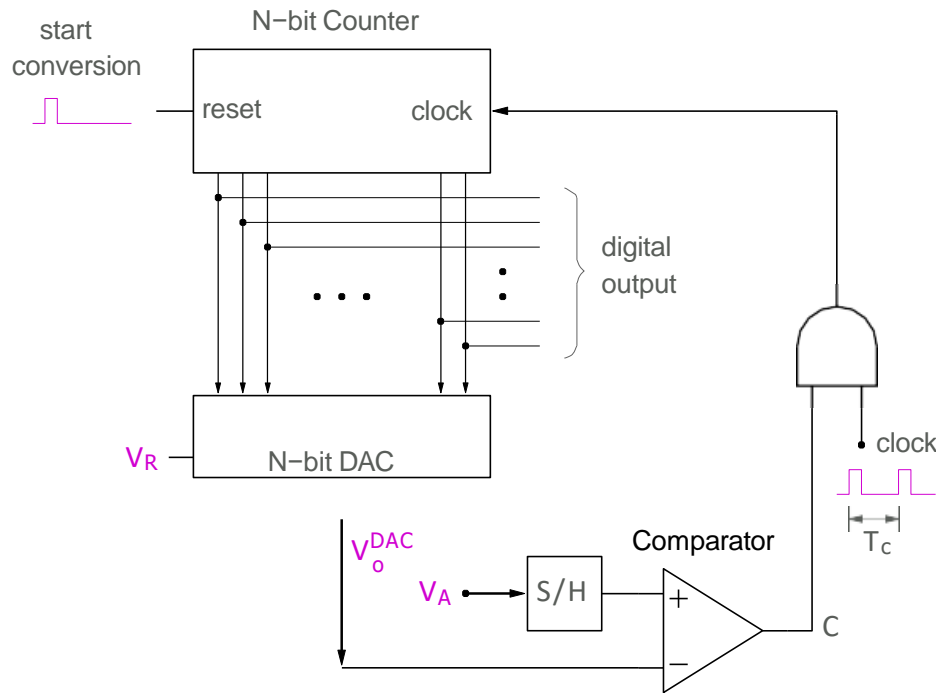 N−bit Counter
start
conversion
reset
clock
digital
output
V_R
N−bit DAC
clock
T_c
V_o^DAC
Comparator
V_A
S/H
+
−
C